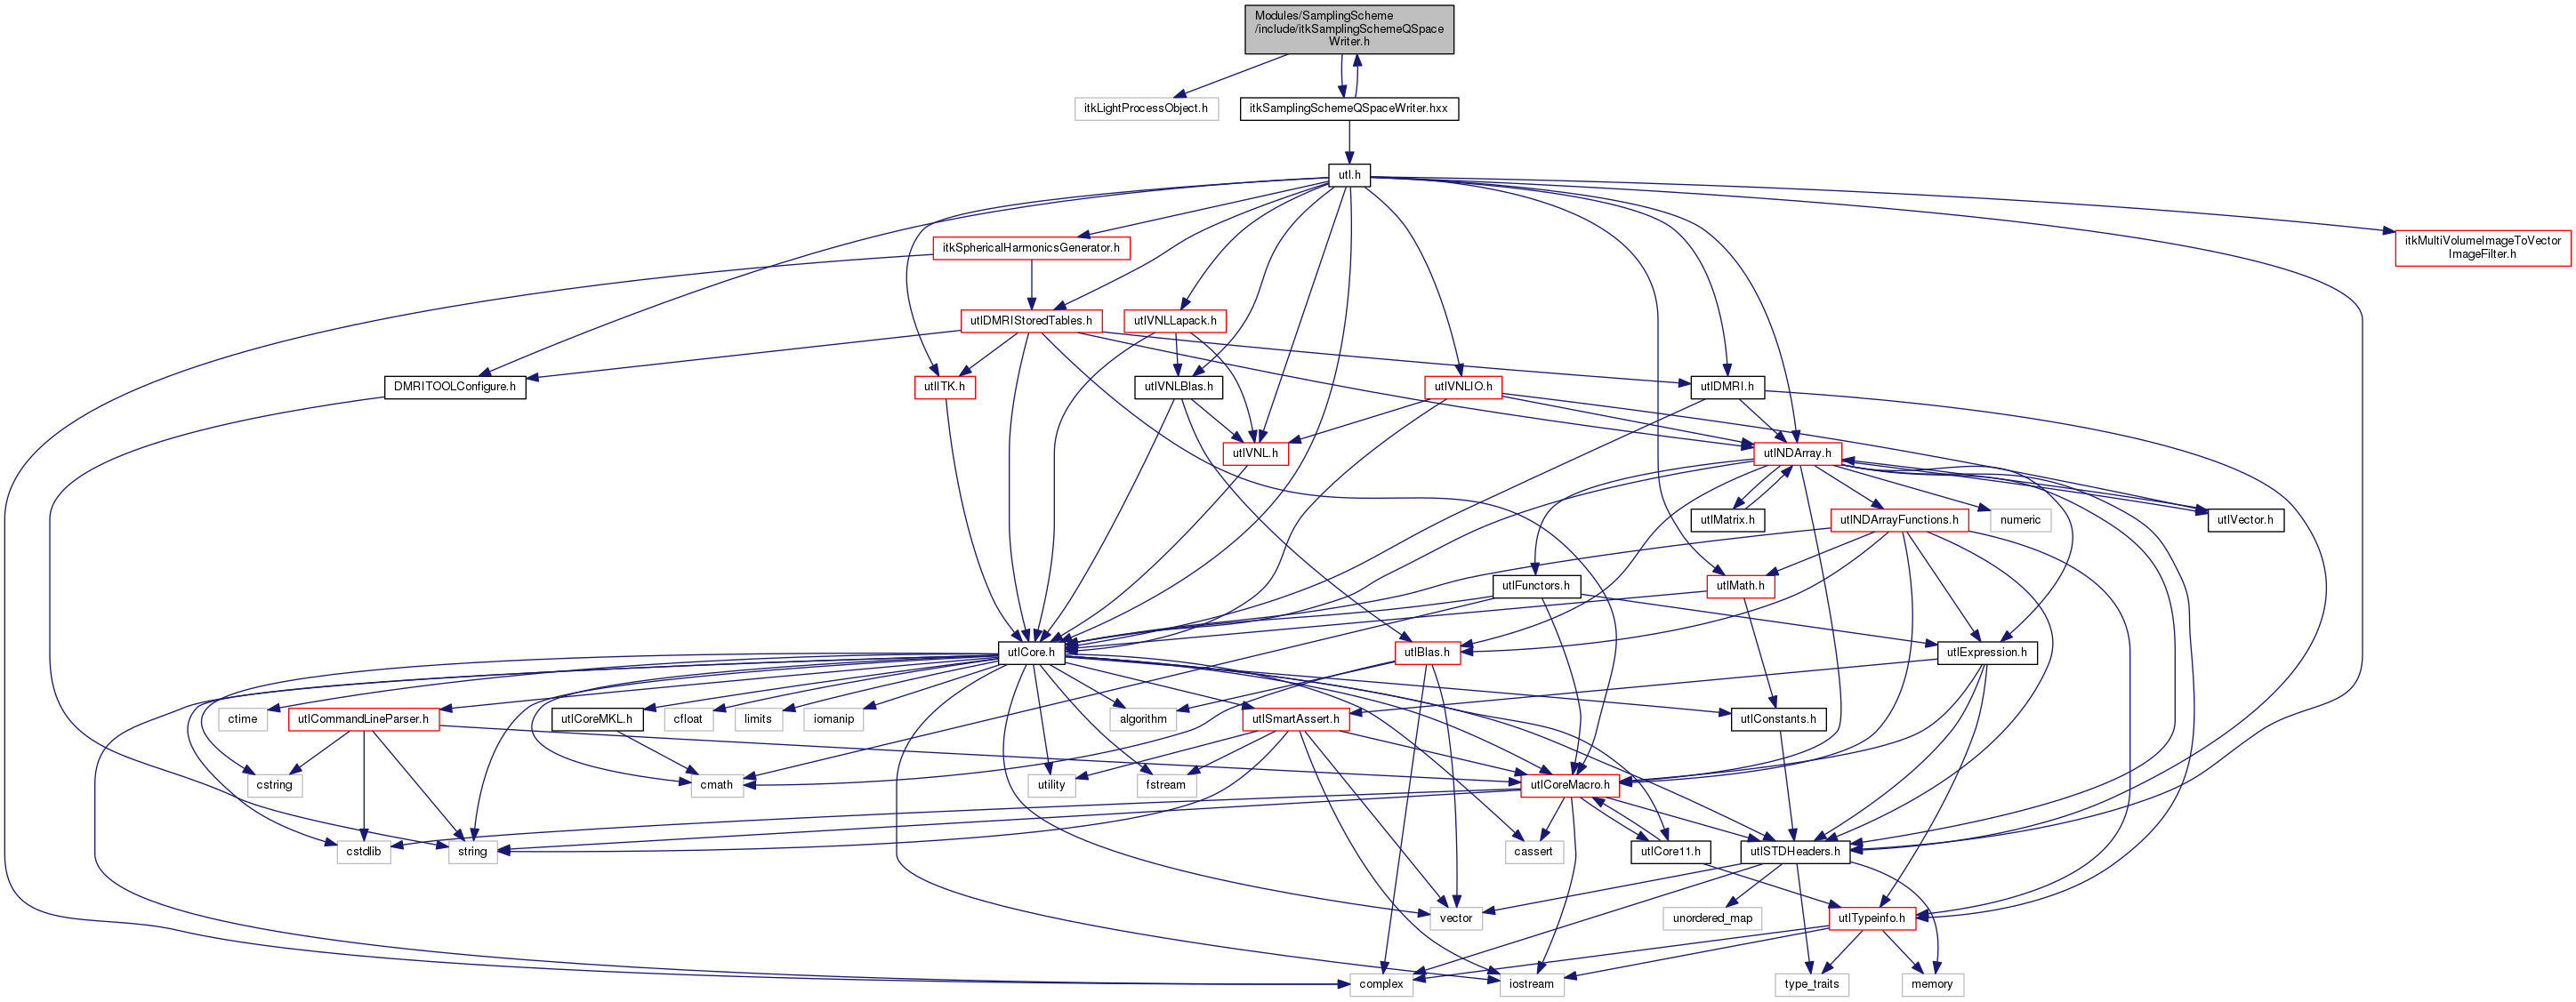 Modules/SamplingScheme
/include/itkSamplingSchemeQSpace
Writer.h
itkLightProcessObject.h
itkSamplingSchemeQSpaceWriter.hxx
utl.h
itkSphericalHarmonicsGenerator.h
itkMultiVolumeImageToVector
ImageFilter.h
utlDMRIStoredTables.h
utlVNLLapack.h
DMRITOOLConfigure.h
utlITK.h
utlVNLBlas.h
utlVNLIO.h
utlDMRI.h
utlVNL.h
utlNDArray.h
utlMatrix.h
utlNDArrayFunctions.h
numeric
utlVector.h
utlFunctors.h
utlMath.h
utlCore.h
utlBlas.h
utlExpression.h
ctime
utlCommandLineParser.h
utlCoreMKL.h
cfloat
limits
iomanip
algorithm
utlSmartAssert.h
utlConstants.h
cstring
cmath
utility
fstream
utlCoreMacro.h
cstdlib
string
cassert
utlCore11.h
utlSTDHeaders.h
vector
unordered_map
utlTypeinfo.h
complex
iostream
type_traits
memory